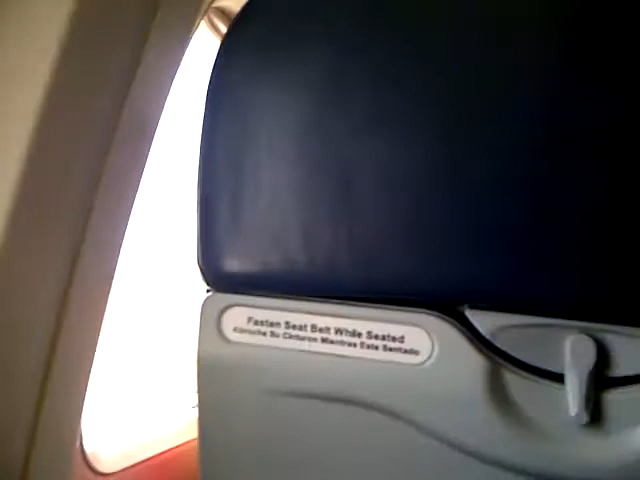 Fasten Seat Belt While Seated
Abroche Su Cinturon Mientras Este Sentado